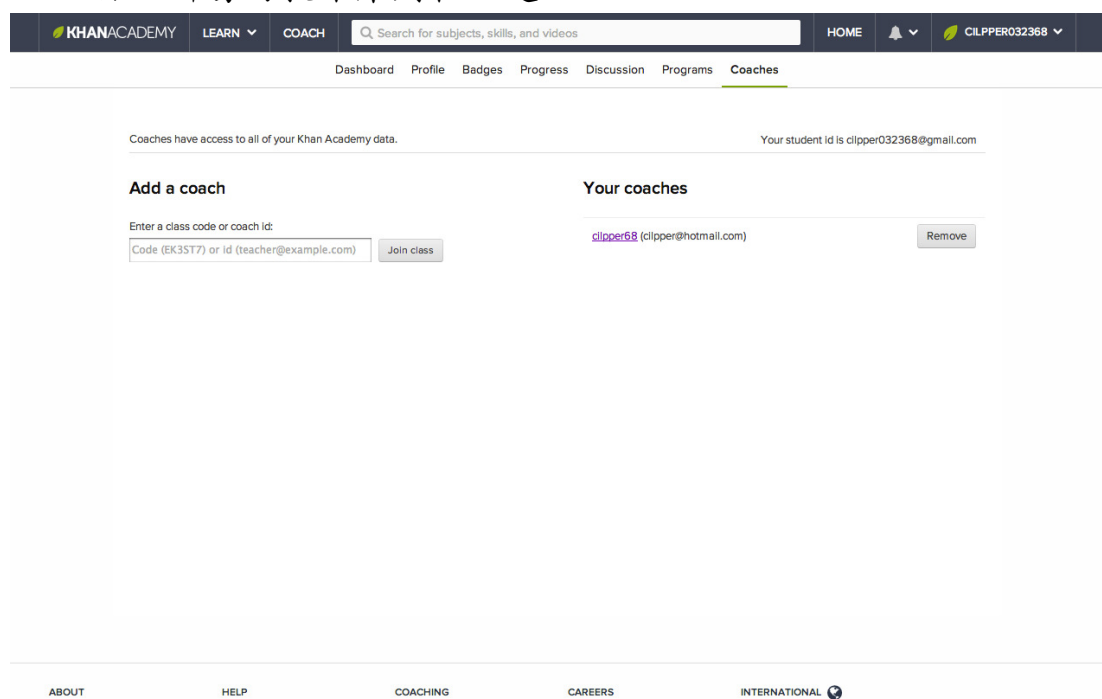 KHANACADEMY LEARN COACH Search for subjects, skills, and videos HOME CILPPER032368
Dashboard Profile Badges Progress Discussion Programs Coaches
Coaches have access to all of your Khan Academy data. Your student id is cilpper032368@gmail.com
Add a coach Your coaches
Enter a class code or coach id:
cilpper68 (cilpper@hotmail.com) Remove
Code (EK3ST7) or id (teacher@example.com) Join class
ABOUT HELP COACHING CAREERS INTERNATIONAL